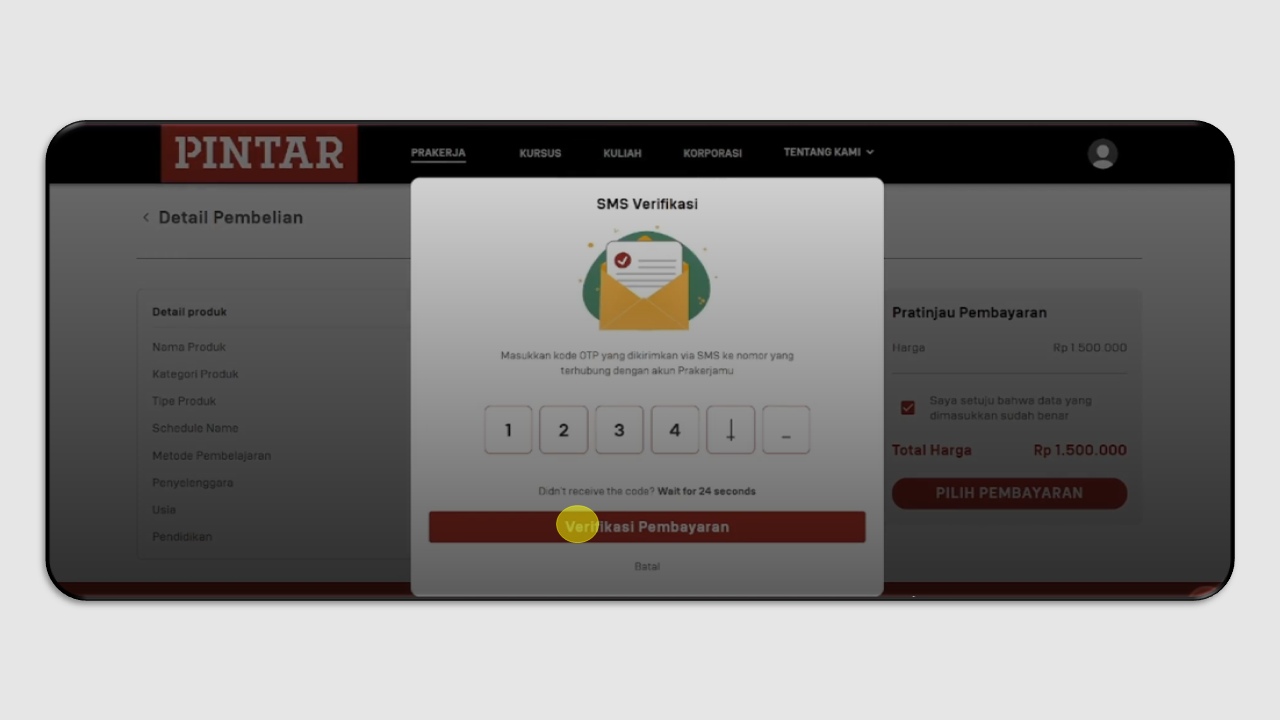 PINTAR
PRAKERJA
KURSUS
KULIAH
KORPORASI
TENTANG KAMI
Detail Pembelian
Detail produk
Nama Produk
Kategori Produk
Tipe Produk
Schedule Name
Metode Pembelajaran
Penyelenggara
Usia
Pendidikan
SMS Verifikasi
Masukkan kode OTP yang dikirimkan via SMS ke nomor yang
terhubung dengan akun Prakerjamu
1 2 3 4 _
Didn't receive the code? Wait for 24 seconds
Verifikasi Pembayaran
Batal
Pratinjau Pembayaran
Harga Rp 1.500.000
Saya setuju bahwa data yang
dimasukkan sudah benar
Total Harga Rp 1.500.000
PILIH PEMBAYARAN